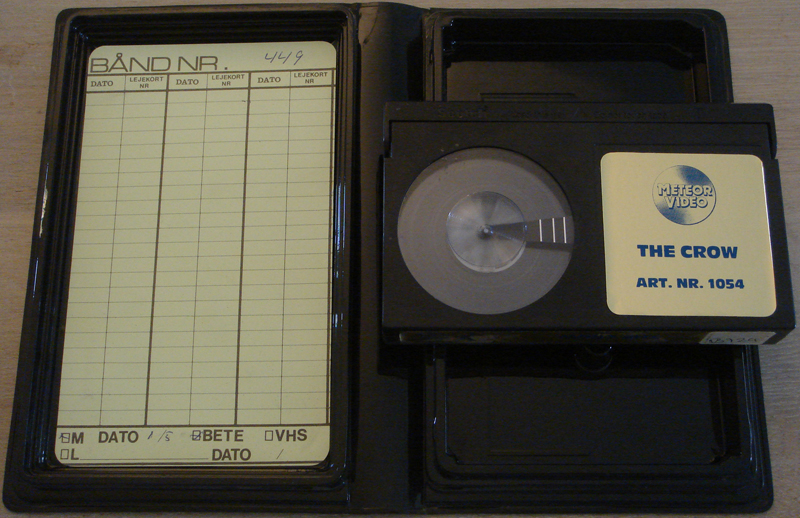 BÅND NR. 449
DATO LEJEKORT NR DATO LEJEKORT NR DATO LEJEKORT NR
M DATO 1/5 BETE VHS
L DATO /
METEOR
VIDEO
THE CROW
ART. NR. 1054